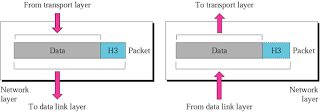 From transport layer
Data
H3
Packet
Network
layer
To data link layer
To transport layer
Data
H3
Packet
Network
layer
From data link layer